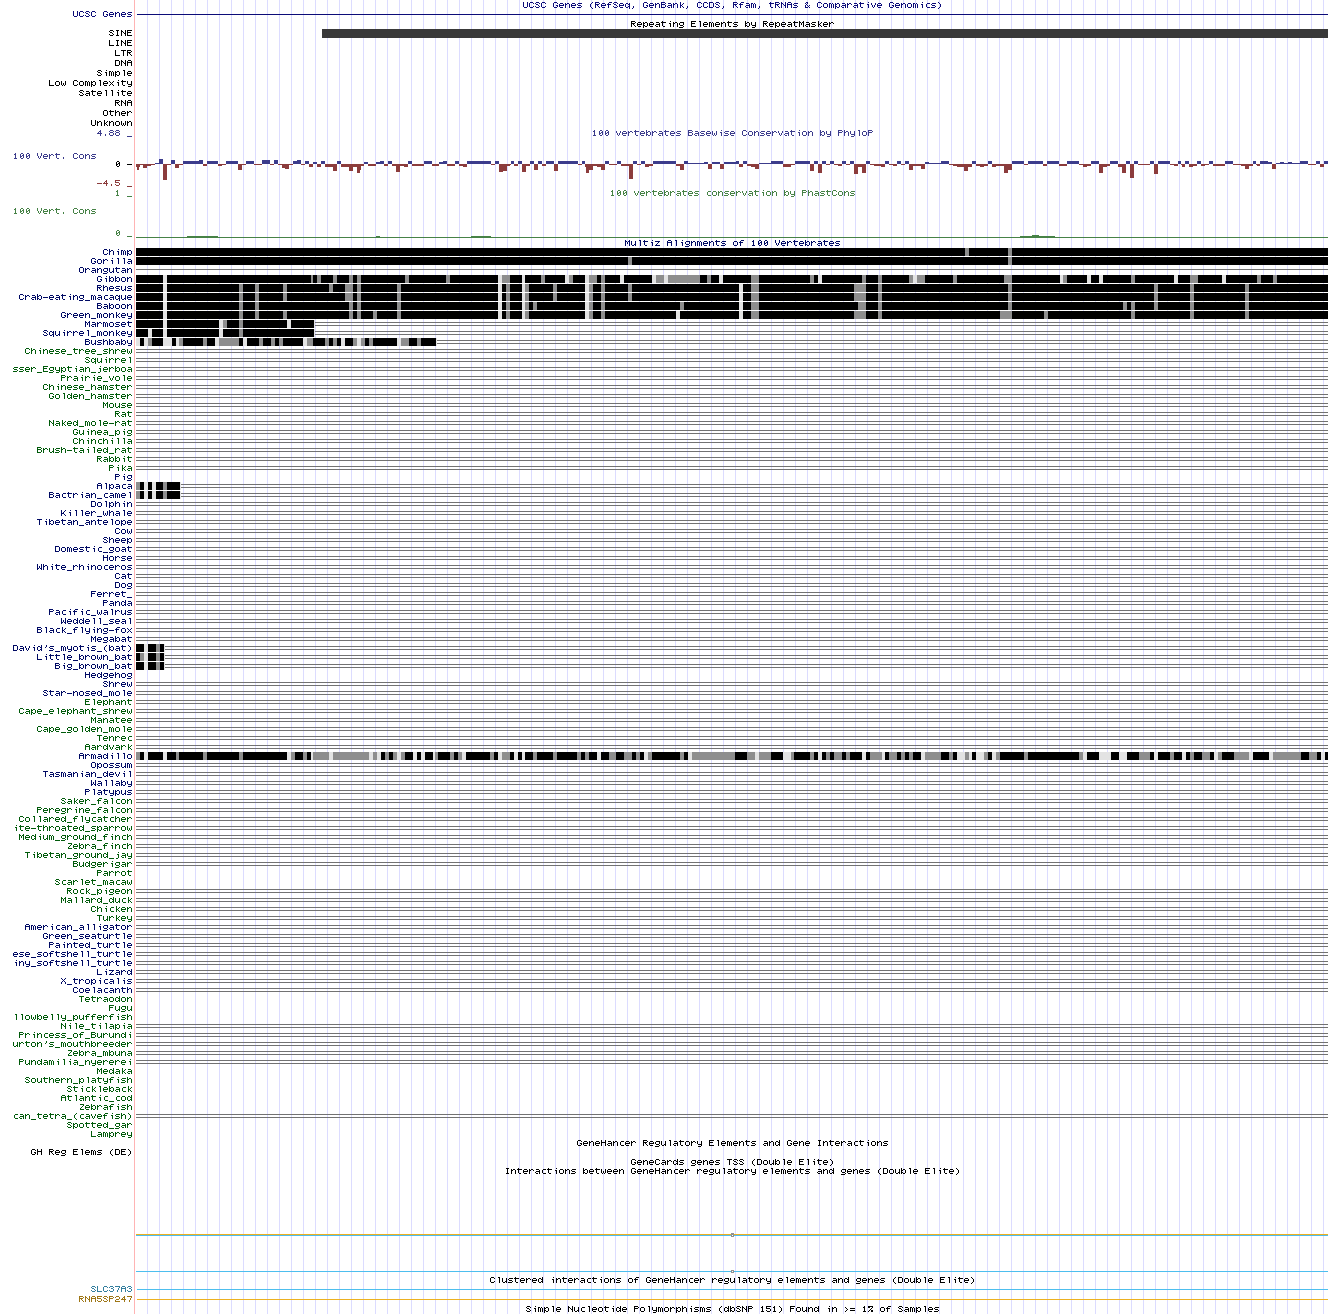 UCSC Genes (RefSeq, GenBank, CCDS, Rfam, tRNAs & Comparative Genomics)
UCSC Genes
Repeating Elements by RepeatMasker
SINE
LINE
LTR
DNA
Simple
Low Complexity
Satellite
RNA
Other
Unknown
4.88 _
100 vertebrates Basewise Conservation by PhyloP
100 Vert. Cons
0 _
-4.5 _
1 _
100 vertebrates conservation by PhastCons
100 Vert. Cons
0 _
Multiz Alignments of 100 Vertebrates
Chimp
Gorilla
Orangutan
Gibbon
Rhesus
Crab-eating_macaque
Baboon
Green_monkey
Marmoset
Squirrel_monkey
Bushbaby
Chinese_tree_shrew
Squirrel
sser_Egyptian_jerboa
Prairie_vole
Chinese_hamster
Golden_hamster
Mouse
Rat
Naked_mole-rat
Guinea_pig
Chinchilla
Brush-tailed_rat
Rabbit
Pika
Pig
Alpaca
Bactrian_camel
Dolphin
Killer_whale
Tibetan_antelope
Cow
Sheep
Domestic_goat
Horse
White_rhinoceros
Cat
Dog
Ferret_
Panda
Pacific_walrus
Weddell_seal
Black_flying-fox
Megabat
David's_myotis_(bat)
Little_brown_bat
Big_brown_bat
Hedgehog
Shrew
Star-nosed_mole
Elephant
Cape_elephant_shrew
Manatee
Cape_golden_mole
Tenrec
Aardvark
Armadillo
Opossum
Tasmanian_devil
Wallaby
Platypus
Saker_falcon
Peregrine_falcon
Collared_flycatcher
ite-throated_sparrow
Medium_ground_finch
Zebra_finch
Tibetan_ground_jay
Budgerigar
Parrot
Scarlet_macaw
Rock_pigeon
Mallard_duck
Chicken
Turkey
American_alligator
Green_seaturtle
Painted_turtle
ese_softshell_turtle
iny_softshell_turtle
Lizard
X_tropicalis
Coelacanth
Tetraodon
Fugu
llowbelly_pufferfish
Nile_tilapia
Princess_of_Burundi
urton's_mouthbreeder
Zebra_mbuna
Pundamilia_nyererei
Medaka
Southern_platyfish
Stickleback
Atlantic_cod
Zebrafish
can_tetra_(cavefish)
Spotted_gar
Lamprey
GeneHancer Regulatory Elements and Gene Interactions
GH Reg Elems (DE)
GeneCards genes TSS (Double Elite)
Interactions between GeneHancer regulatory elements and genes (Double Elite)
Clustered interactions of GeneHancer regulatory elements and genes (Double Elite)
SLC37A3
RNA5SP247
Simple Nucleotide Polymorphisms (dbSNP 151) Found in >= 1% of Samples